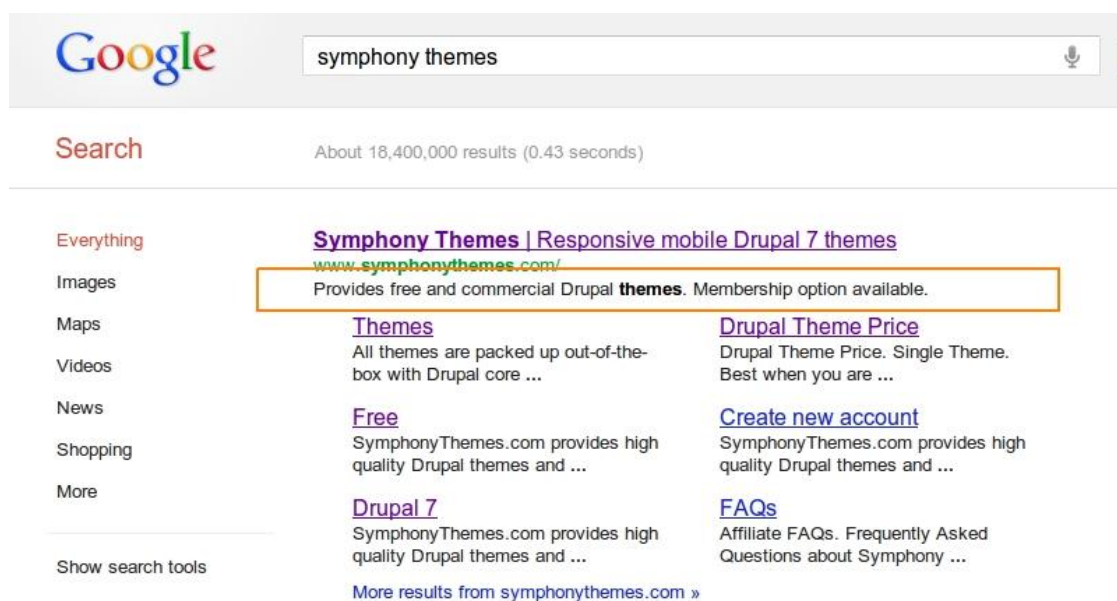 Google
symphony themes
Search
About 18,400,000 results (0.43 seconds)
Everything
Images
Maps
Videos
News
Shopping
More
Show search tools
Symphony Themes | Responsive mobile Drupal 7 themes
www.symphonythemes.com/
Provides free and commercial Drupal themes. Membership option available.
Themes
All themes are packed up out-of-the-
box with Drupal core ...
Drupal Theme Price
Drupal Theme Price. Single Theme.
Best when you are ...
Free
SymphonyThemes.com provides high
quality Drupal themes and ...
Create new account
SymphonyThemes.com provides high
quality Drupal themes and ...
Drupal 7
SymphonyThemes.com provides high
quality Drupal themes and ...
FAQs
Affiliate FAQs. Frequently Asked
Questions about Symphony ...
More results from symphonythemes.com »